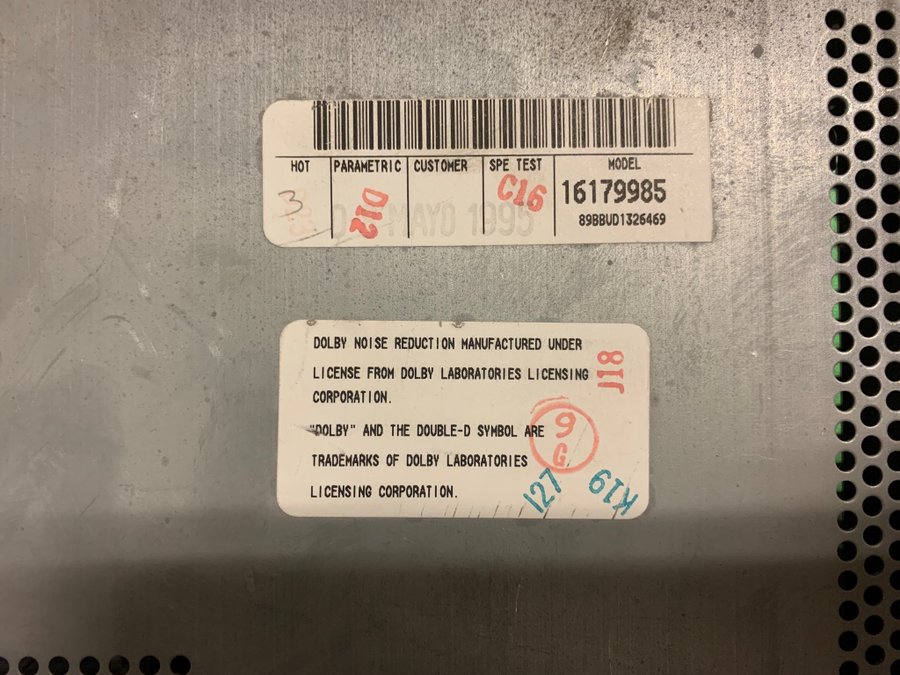 HOT PARAMETRIC CUSTOMER SPE TEST MODEL
3 D12 C16 16179985
MAYO 1995
89BBUD1326469
DOLBY NOISE REDUCTION MANUFACTURED UNDER
LICENSE FROM DOLBY LABORATORIES LICENSING
CORPORATION.
J18
"DOLBY" AND THE DOUBLE-D SYMBOL ARE
TRADEMARKS OF DOLBY LABORATORIES
LICENSING CORPORATION.
9
G
127 K19